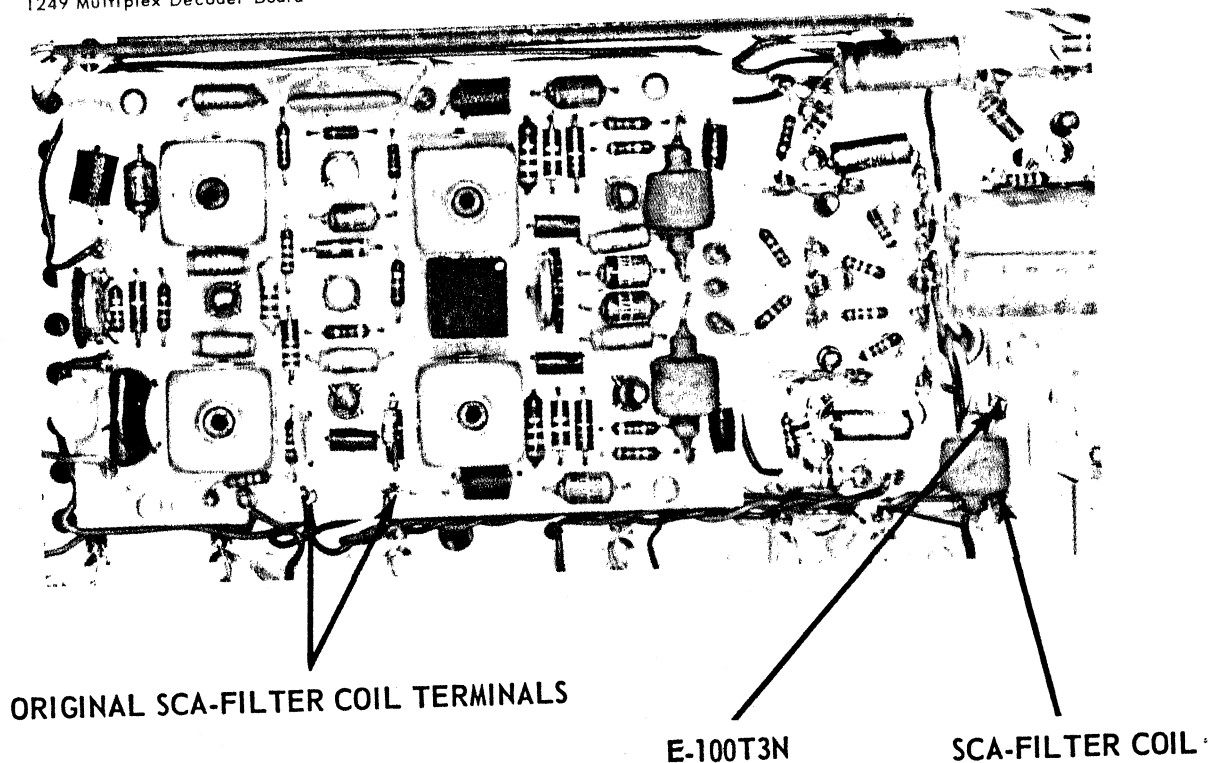 1249 Multiplex Decoder Board
ORIGINAL SCA-FILTER COIL TERMINALS
E-100T3N
SCA-FILTER COIL